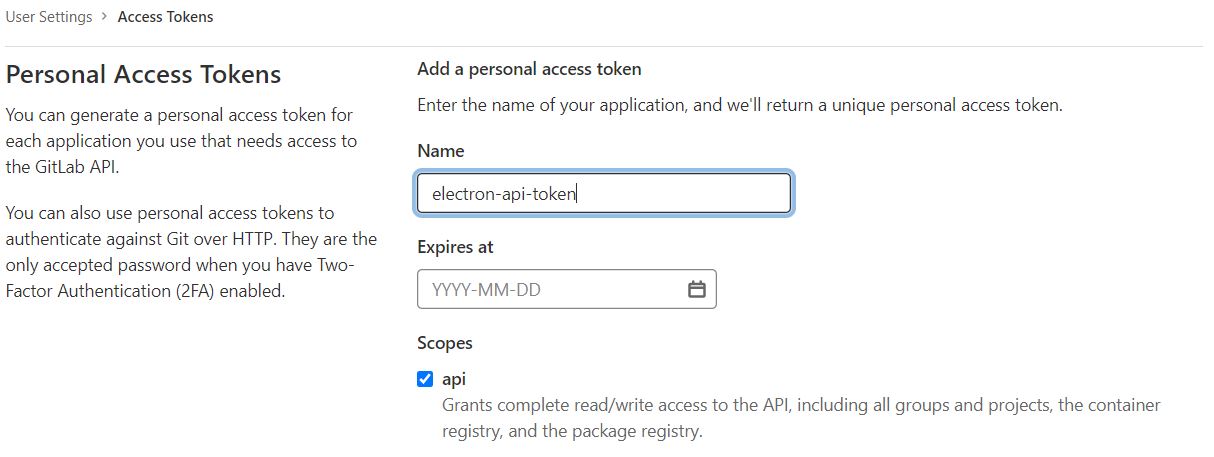 User Settings > Access Tokens
Personal Access Tokens
You can generate a personal access token for
each application you use that needs access to
the GitLab API.
You can also use personal access tokens to
authenticate against Git over HTTP. They are the
only accepted password when you have Two-
Factor Authentication (2FA) enabled.
Add a personal access token
Enter the name of your application, and we'll return a unique personal access token.
Name
electron-api-token
Expires at
YYYY-MM-DD
Scopes
api
Grants complete read/write access to the API, including all groups and projects, the container
registry, and the package registry.